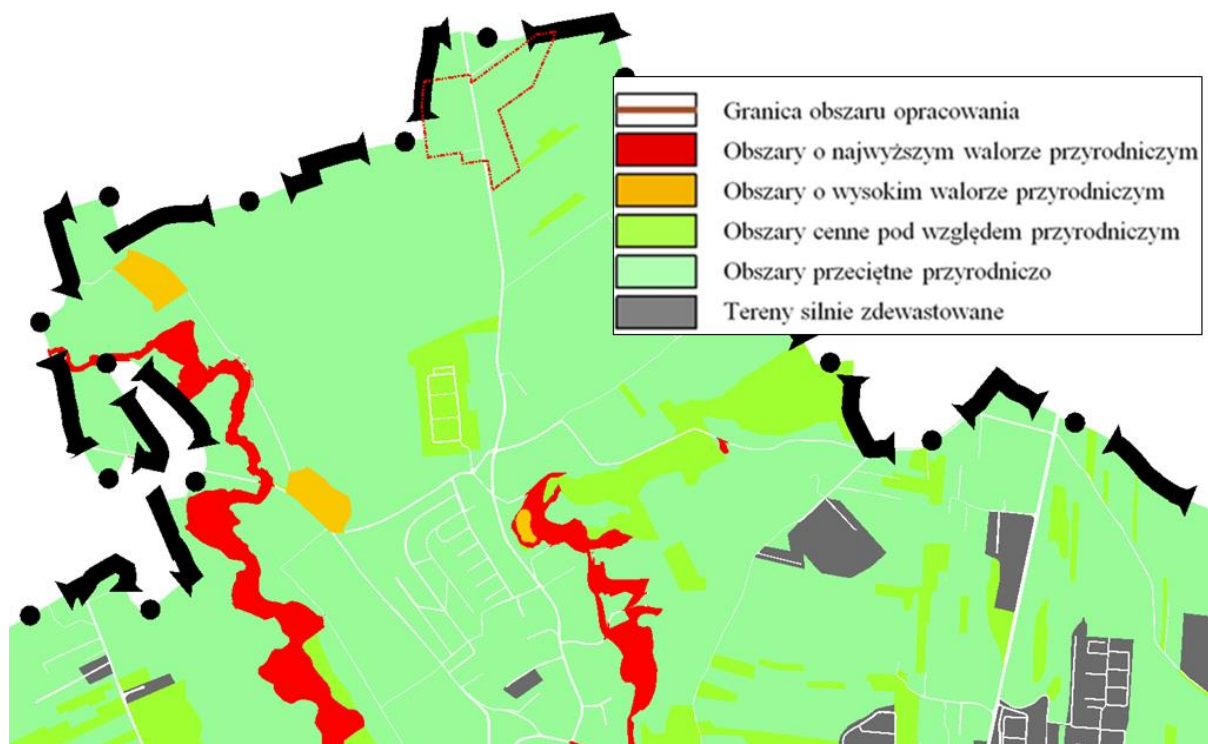 Granica obszaru opracowania
Obszary o najwyższym walorze przyrodniczym
Obszary o wysokim walorze przyrodniczym
Obszary cenne pod względem przyrodniczym
Obszary przeciętne przyrodniczo
Tereny silnie zdewastowane